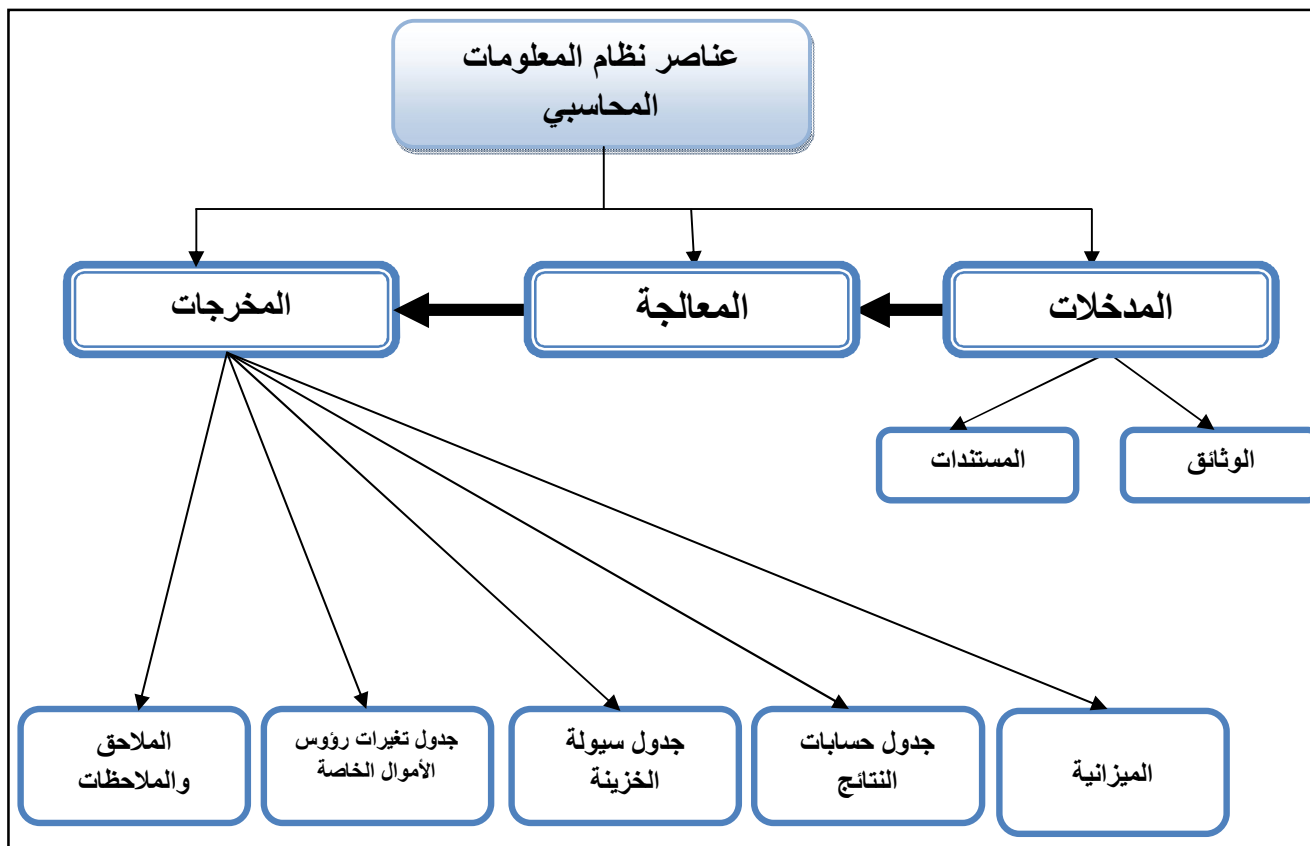 عناصر نظام المعلومات
المحاسبي
المدخلات
المعالجة
المخرجات
الوثائق
المستندات
الميزانية
جدول حسابات
النتائج
جدول سيولة
الخزينة
جدول تغيرات رؤوس
الأموال الخاصة
الملاحق
والملاحظات